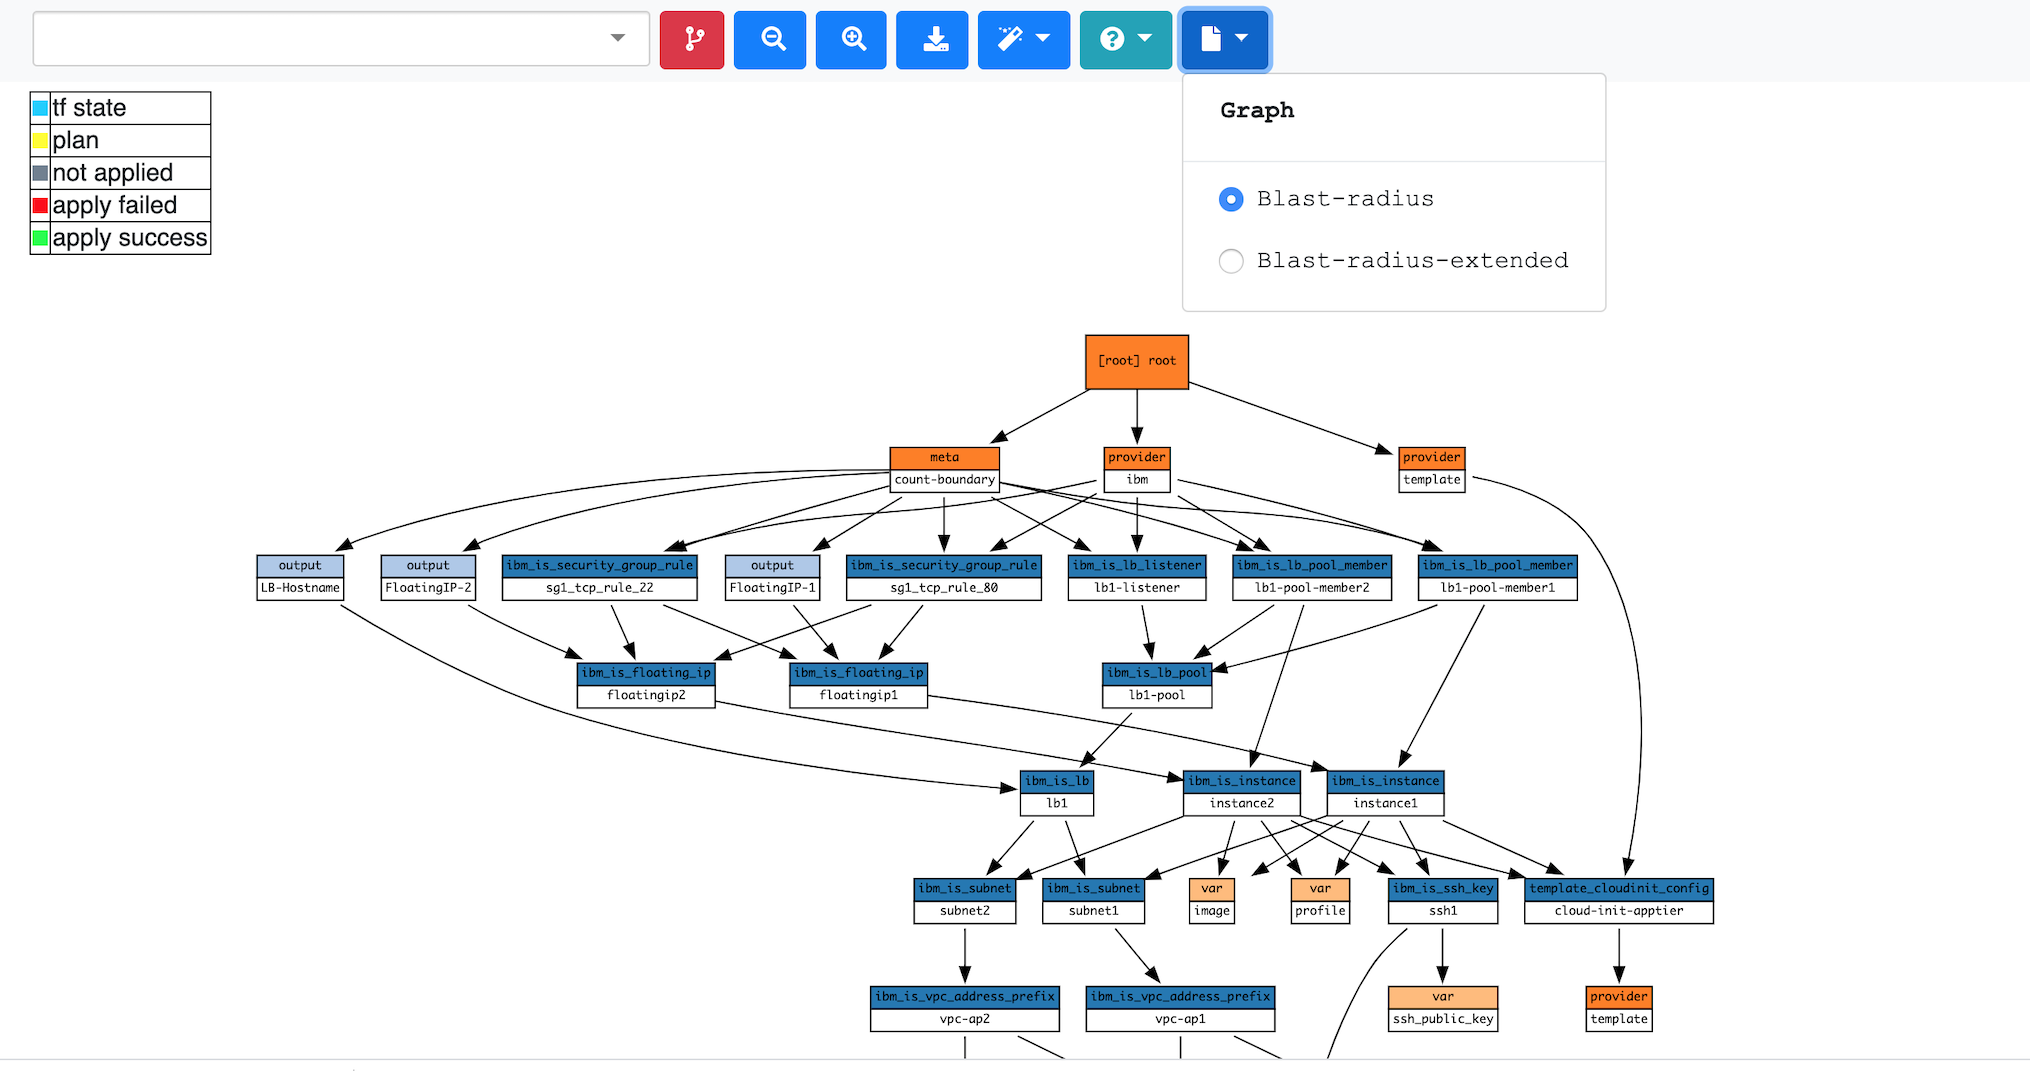 tf state
plan
not applied
apply failed
apply success
Graph
Blast-radius
Blast-radius-extended
[root] root
meta
count-boundary
provider
ibm
provider
template
output
LB-Hostname
output
FloatingIP-2
ibm_is_security_group_rule
sg1_tcp_rule_22
output
FloatingIP-1
ibm_is_security_group_rule
sg1_tcp_rule_80
ibm_is_lb_listener
lb1-listener
ibm_is_lb_pool_member
lb1-pool-member2
ibm_is_lb_pool_member
lb1-pool-member1
ibm_is_floating_ip
floatingip2
ibm_is_floating_ip
floatingip1
ibm_is_lb_pool
lb1-pool
ibm_is_lb
lb1
ibm_is_instance
instance2
ibm_is_instance
instance1
ibm_is_subnet
subnet2
ibm_is_subnet
subnet1
var
image
var
profile
ibm_is_ssh_key
ssh1
template_cloudinit_config
cloud-init-apptier
ibm_is_vpc_address_prefix
vpc-ap2
ibm_is_vpc_address_prefix
vpc-ap1
var
ssh_public_key
provider
template